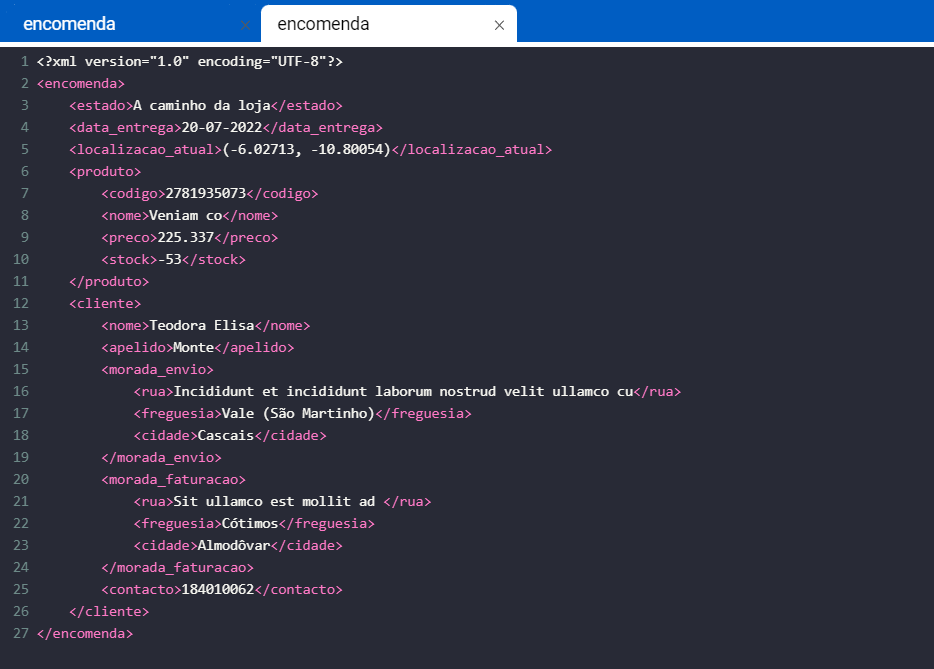 encomenda × encomenda ×
1 <?xml version="1.0" encoding="UTF-8"?>
2 <encomenda>
3 <estado>A caminho da loja</estado>
4 <data_entrega>20-07-2022</data_entrega>
5 <localizacao_atual>(-6.02713, -10.80054)</localizacao_atual>
6 <produto>
7 <codigo>2781935073</codigo>
8 <nome>Veniam co</nome>
9 <preco>225.337</preco>
10 <stock>-53</stock>
11 </produto>
12 <cliente>
13 <nome>Teodora Elisa</nome>
14 <apelido>Monte</apelido>
15 <morada_envio>
16 <rua>Incididunt et incididunt laborum nostrud velit ullamco cu</rua>
17 <freguesia>Vale (São Martinho)</freguesia>
18 <cidade>Cascais</cidade>
19 </morada_envio>
20 <morada_faturacao>
21 <rua>Sit ullamco est mollit ad </rua>
22 <freguesia>Cótimos</freguesia>
23 <cidade>Almodôvar</cidade>
24 </morada_faturacao>
25 <contacto>184010062</contacto>
26 </cliente>
27 </encomenda>